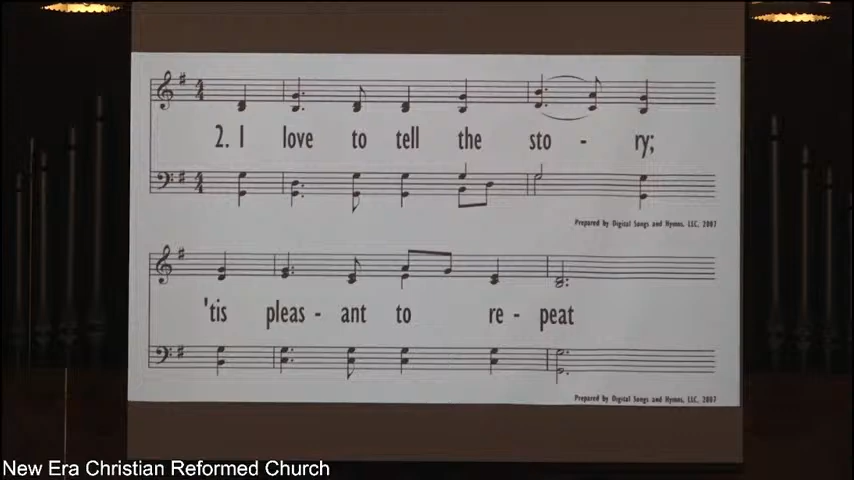 2. I love to tell the sto - ry;
Prepared by Digital Songs and Hymns, LLC. 2007
'tis pleas - ant to re - peat
Prepared by Digital Songs and Hymns, LLC. 2007
New Era Christian Reformed Church